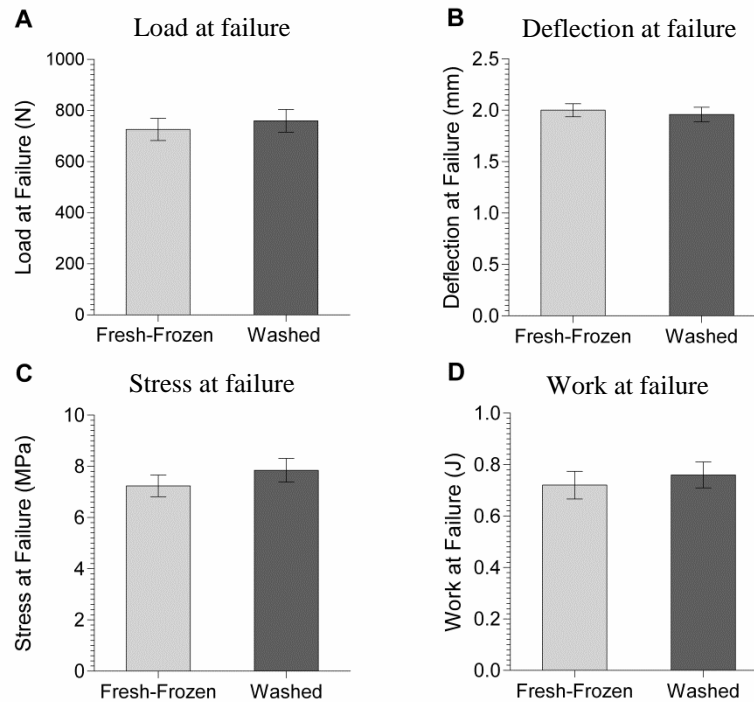 A
Load at failure
Load at Failure (N)
1000
800
600
400
200
0
Fresh-Frozen
Washed
B
Deflection at failure
Deflection at Failure (mm)
2.5
2.0
1.5
1.0
0.5
0.0
Fresh-Frozen
Washed
C
Stress at failure
Stress at Failure (MPa)
10
8
6
4
2
0
Fresh-Frozen
Washed
D
Work at failure
Work at Failure (J)
1.0
0.8
0.6
0.4
0.2
0.0
Fresh-Frozen
Washed